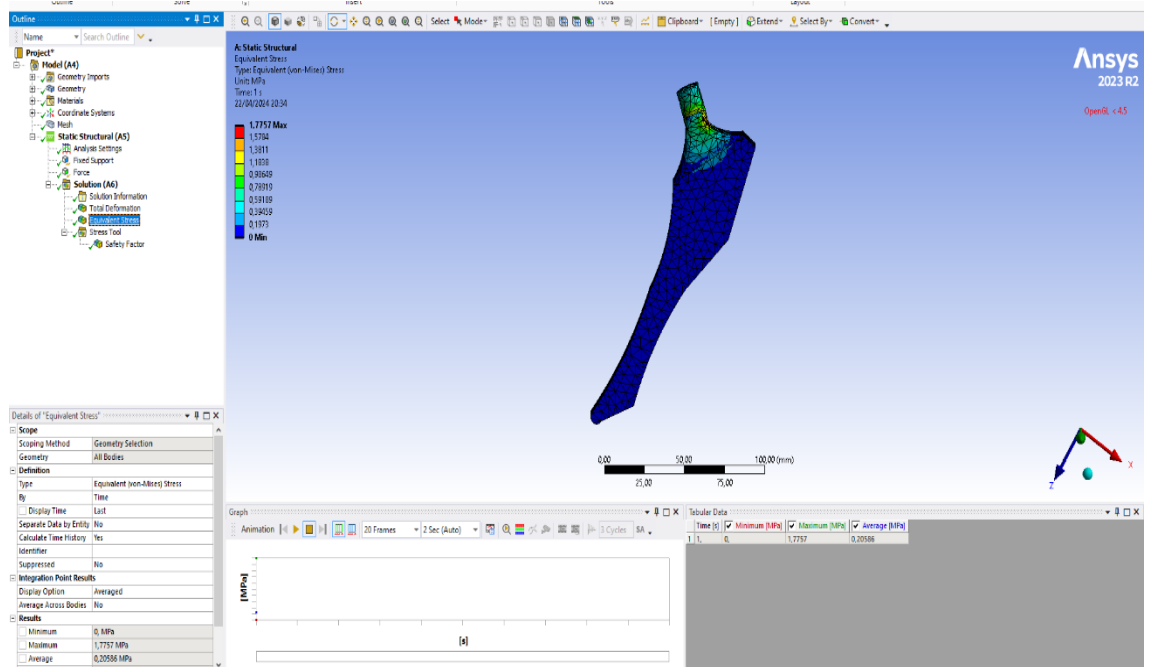 Outline
Solve
Insert
Tools
Layout
Outline
Name
Search Outline
Select
Mode
Clipboard
[Empty]
Extend
Select By
Convert
Project*
Model (A4)
Geometry Imports
Geometry
Materials
Coordinate Systems
Mesh
Static Structural (A5)
Analysis Settings
Fixed Support
Force
Solution (A6)
Solution Information
Total Deformation
Equivalent Stress
Stress Tool
Safety Factor
A: Static Structural
Equivalent Stress
Type: Equivalent (von-Mises) Stress
Unit: MPa
Time: 1 s
22/04/2024 20:34
1,7757 Max
1,5784
1,3811
1,1838
0,98649
0,78919
0,59189
0,39459
0,1973
0 Min
Ansys
2023 R2
OpenGL < 4.5
0,00
50,00
100,00 (mm)
25,00
75,00
X
Z
Details of "Equivalent Stress"
Scope
Scoping Method Geometry Selection
Geometry All Bodies
Definition
Type Equivalent (von-Mises) Stress
By Time
Display Time Last
Separate Data by Entity No
Calculate Time History Yes
Identifier
Suppressed No
Integration Point Results
Display Option Averaged
Average Across Bodies No
Results
Minimum 0, MPa
Maximum 1,7757 MPa
Average 0,20586 MPa
Graph
Animation
20 Frames
2 Sec (Auto)
3 Cycles
[MPa]
[s]
Tabular Data
Time [s] Minimum [MPa] Maximum [MPa] Average [MPa]
1 1, 0, 1,7757 0,20586